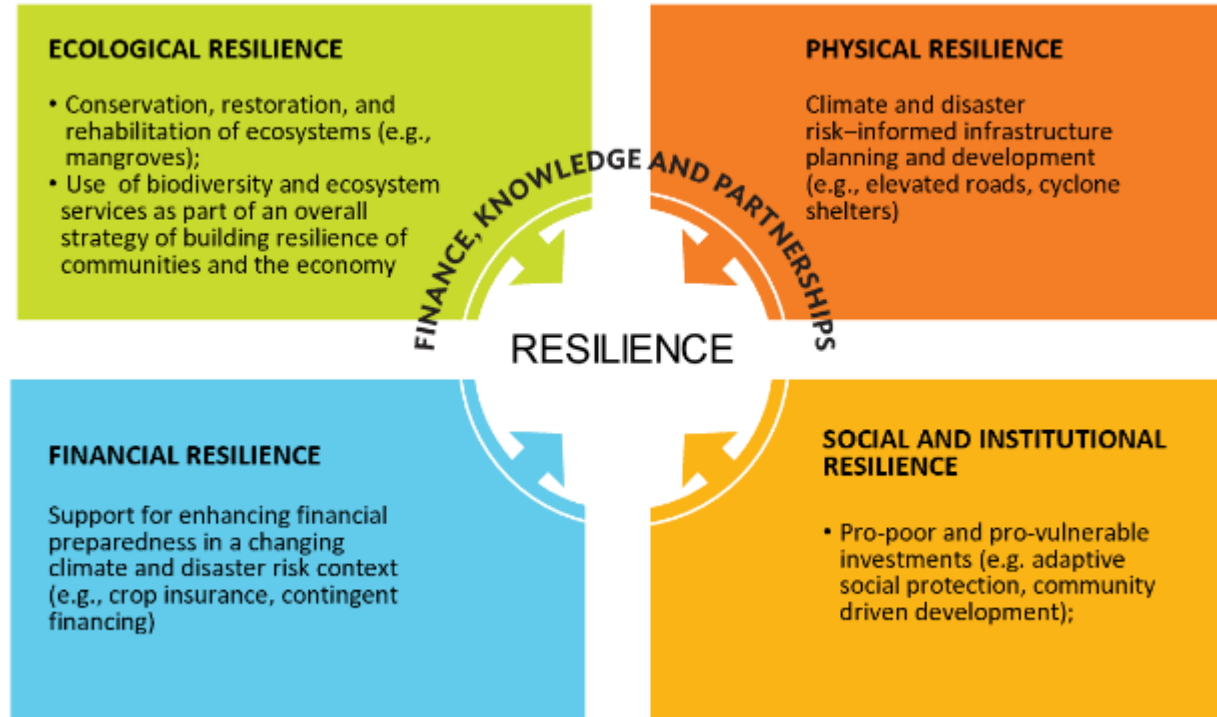 ECOLOGICAL RESILIENCE
• Conservation, restoration, and
rehabilitation of ecosystems (e.g.,
mangroves);
• Use of biodiversity and ecosystem
services as part of an overall
strategy of building resilience of
communities and the economy
PHYSICAL RESILIENCE
Climate and disaster
risk–informed infrastructure
planning and development
(e.g., elevated roads, cyclone
shelters)
FINANCE, KNOWLEDGE AND PARTNERSHIPS
RESILIENCE
FINANCIAL RESILIENCE
Support for enhancing financial
preparedness in a changing
climate and disaster risk context
(e.g., crop insurance, contingent
financing)
SOCIAL AND INSTITUTIONAL
RESILIENCE
• Pro-poor and pro-vulnerable
investments (e.g. adaptive
social protection, community
driven development);